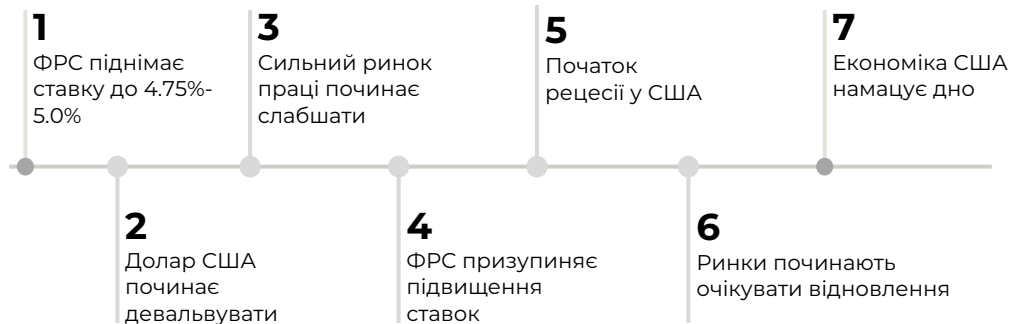 1
ФРС піднімає
ставку до 4.75%-
5.0%
2
Долар США
починає
девальвувати
3
Сильний ринок
праці починає
слабшати
4
ФРС призупиняє
підвищення
ставок
5
Початок
рецесії у США
6
Ринки починають
очікувати відновлення
7
Економіка США
намацує дно